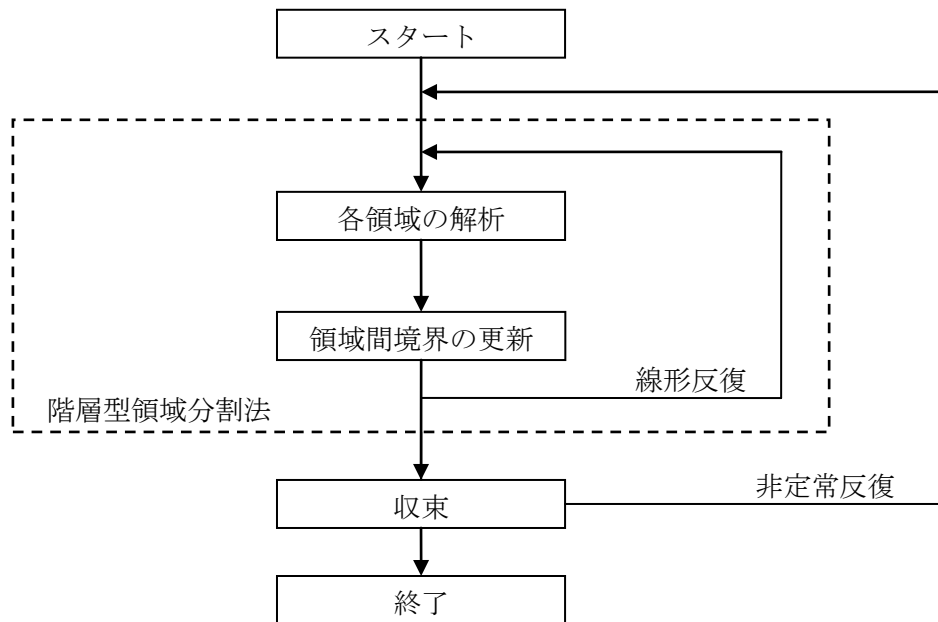 スタート
各領域の解析
領域間境界の更新
線形反復
階層型領域分割法
非定常反復
収束
終了